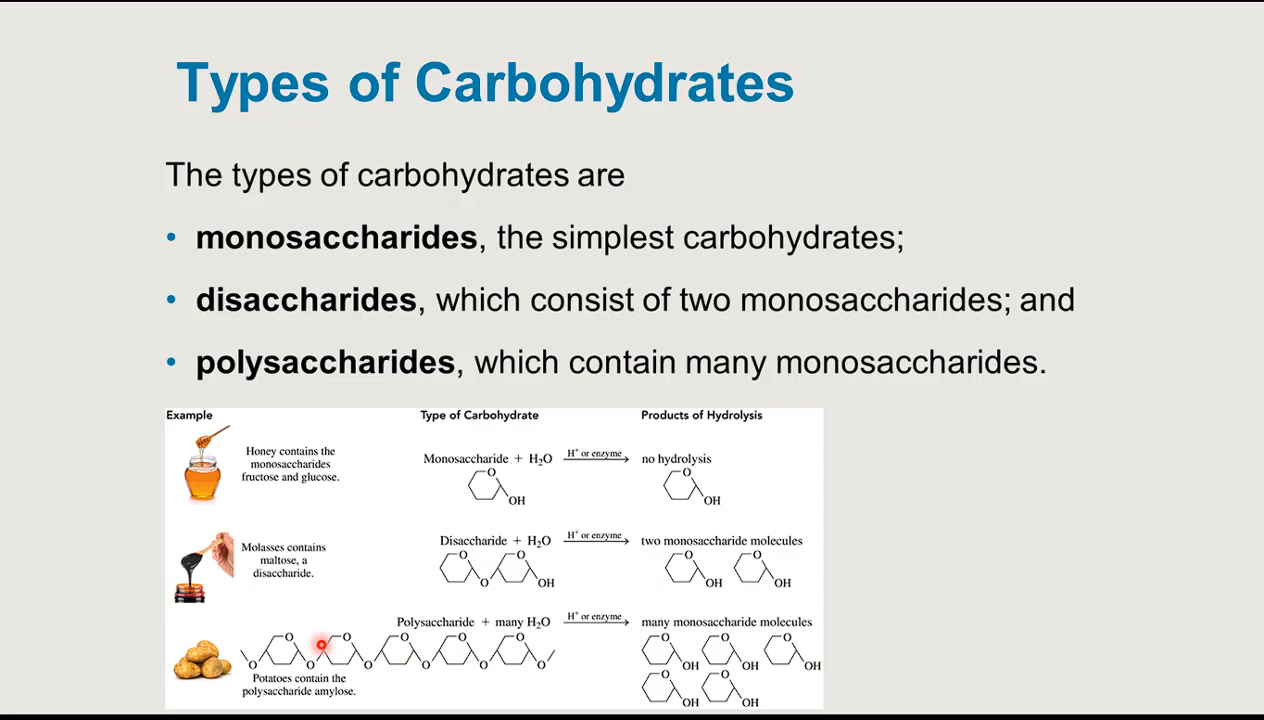 Types of Carbohydrates
The types of carbohydrates are
• monosaccharides, the simplest carbohydrates;
• disaccharides, which consist of two monosaccharides; and
• polysaccharides, which contain many monosaccharides.
Example Type of Carbohydrate Products of Hydrolysis
Honey contains the
monosaccharides
fructose and glucose.
Monosaccharide + H₂O H⁺ or enzyme no hydrolysis
O O
OH OH
Molasses contains
maltose, a
disaccharide.
Disaccharide + H₂O H⁺ or enzyme two monosaccharide molecules
O O O O
O OH OH OH
Polysaccharide + many H₂O H⁺ or enzyme many monosaccharide molecules
O O O O O O O O
O O O O O O OH OH OH
Potatoes contain the
polysaccharide amylose.
O O
OH OH